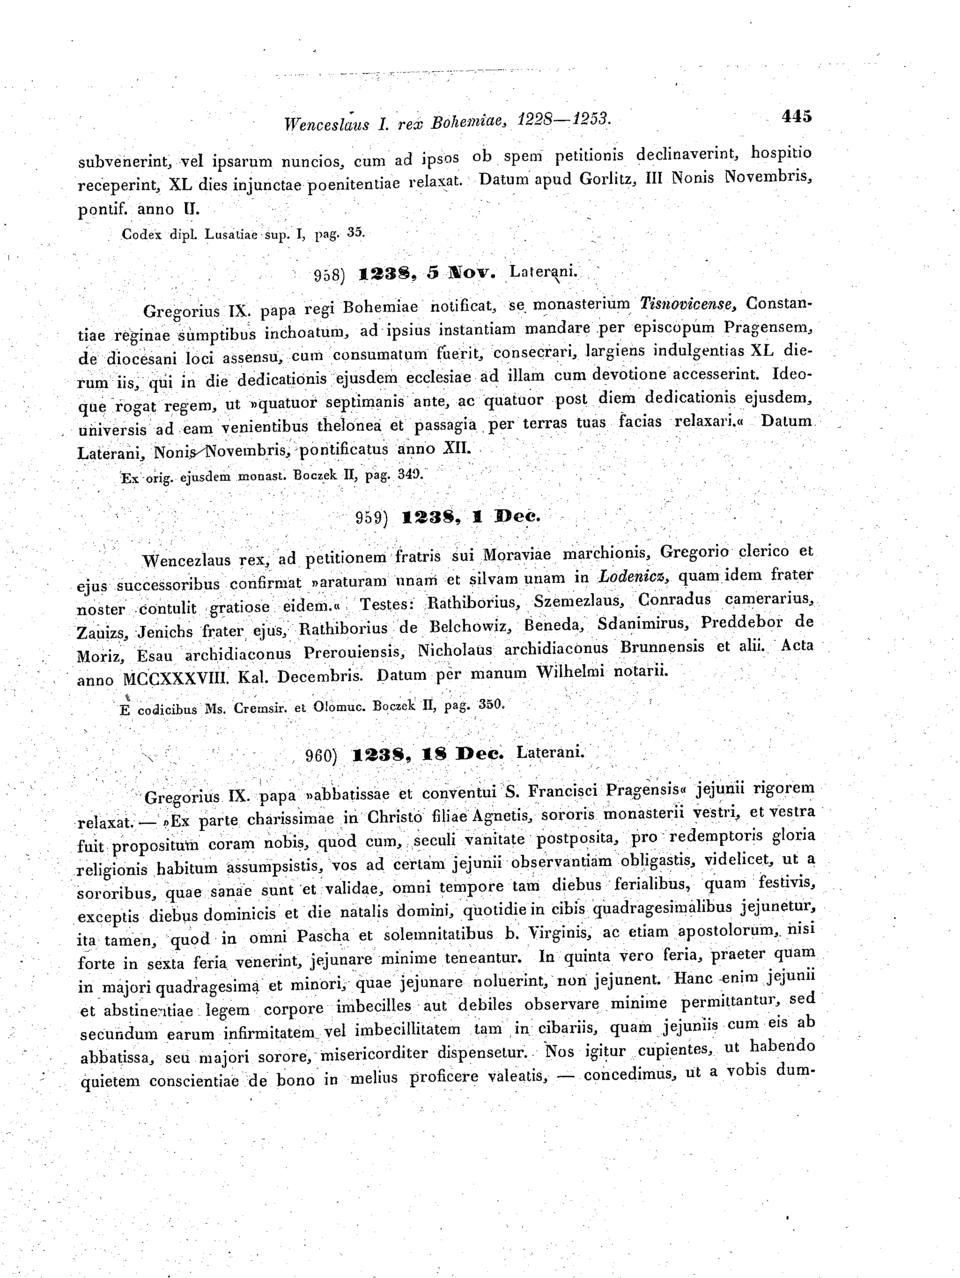 Wenceslaus I. rex Bohemiae, 1228—1253. 445
subvenerint, vel ipsarum nuncios, cum ad ipsos ob spem petitionis declinaverint, hospitio
receperint, XL dies injunctae poenitentiae relaxat. Datum apud Gorlitz, III Nonis Novembris,
pontif. anno II.
Codex dipl. Lusatiae sup. I, pag. 35.
958) 1238, 5 Nov. Laterani.
Gregorius IX. papa regi Bohemiae notificat, se monasterium Tisnovicense, Constan-
tiae reginae sumptibus inchoatum, ad ipsius instantiam mandare per episcopum Pragensem,
de diocesani loci assensu, cum consumatum fuerit, consecrari, largiens indulgentias XL die-
rum iis, qui in die dedicationis ejusdem ecclesiae ad illam cum devotione accesserint. Ideo-
que rogat regem, ut »quatuor septimanis ante, ac quatuor post diem dedicationis ejusdem,
universis ad eam venientibus thelonea et passagia per terras tuas facias relaxari.« Datum
Laterani, Nonis Novembris, pontificatus anno XII.
Ex orig. ejusdem monast. Boczek II, pag. 349.
959) 1238, 1 Dec.
Wencezlaus rex, ad petitionem fratris sui Moraviae marchionis, Gregorio clerico et
ejus successoribus confirmat »araturam unam et silvam unam in Lodenicz, quam idem frater
noster contulit gratiose eidem.« Testes: Rathiborius, Szemezlaus, Conradus camerarius,
Zauizs, Jenichs frater ejus, Rathiborius de Belchowiz, Beneda, Sdanimirus, Preddebor de
Moriz, Esau archidiaconus Prerouiensis, Nicholaus archidiaconus Brunnensis et alii. Acta
anno MCCXXXVIII. Kal. Decembris. Datum per manum Wilhelmi notarii.
E codicibus Ms. Cremsir. et Olomuc. Boczek II, pag. 350.
960) 1238, 18 Dec. Laterani.
Gregorius IX. papa »abbatissae et conventui S. Francisci Pragensis« jejunii rigorem
relaxat. — »Ex parte charissimae in Christo filiae Agnetis, sororis monasterii vestri, et vestra
fuit propositum coram nobis, quod cum, seculi vanitate postposita, pro redemptoris gloria
religionis habitum assumpsistis, vos ad certam jejunii observantiam obligastis, videlicet, ut a
sororibus, quae sanae sunt et validae, omni tempore tam diebus ferialibus, quam festivis,
exceptis diebus dominicis et die natalis domini, quotidie in cibis quadragesimalibus jejunetur,
ita tamen, quod in omni Pascha et solemnitatibus b. Virginis, ac etiam apostolorum, nisi
forte in sexta feria venerint, jejunare minime teneantur. In quinta vero feria, praeter quam
in majori quadragesima et minori, quae jejunare noluerint, non jejunent. Hanc enim jejunii
et abstinentiae legem corpore imbecilles aut debiles observare minime permittantur, sed
secundum earum infirmitatem vel imbecillitatem tam in cibariis, quam jejuniis cum eis ab
abbatissa, seu majori sorore, misericorditer dispensetur. Nos igitur cupientes, ut habendo
quietem conscientiae de bono in melius proficere valeatis, — concedimus, ut a vobis dum-